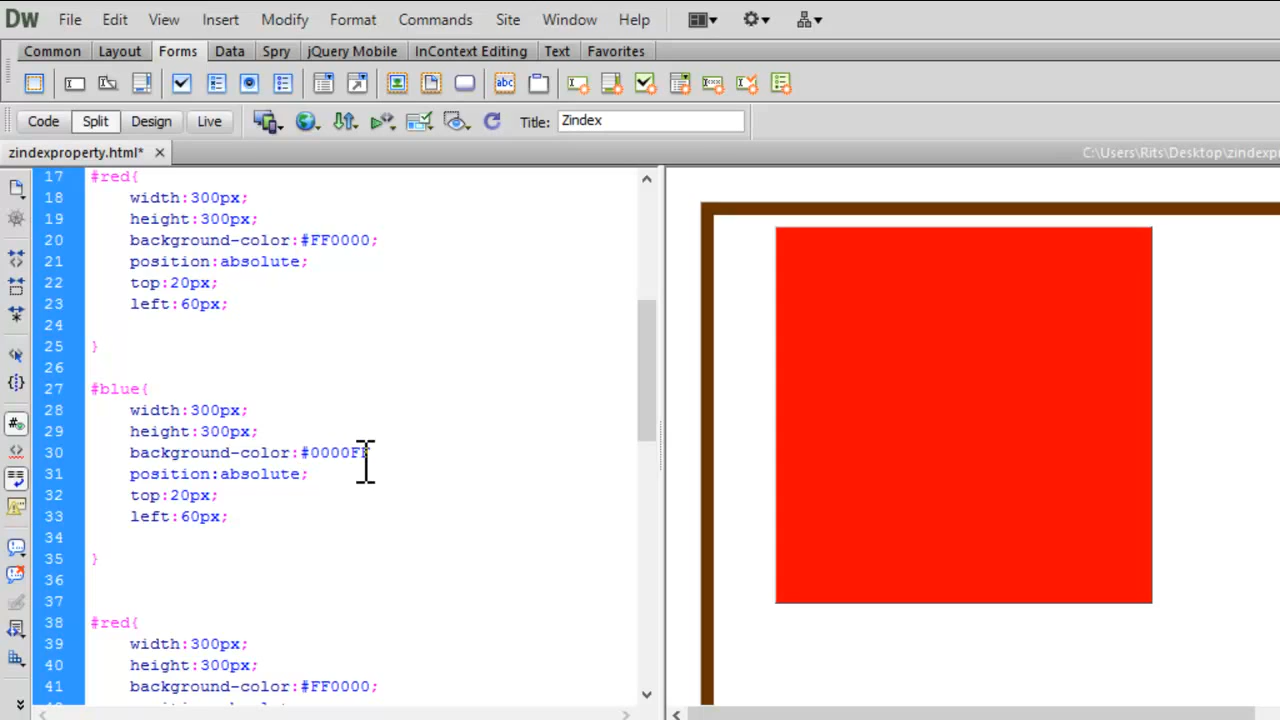 Dw File Edit View Insert Modify Format Commands Site Window Help
Common Layout Forms Data Spry jQuery Mobile InContext Editing Text Favorites
Code Split Design Live Title: Zindex
zindexproperty.html* C:\Users\Rits\Desktop\zindexpr
17 #red{
18 width:300px;
19 height:300px;
20 background-color:#FF0000;
21 position:absolute;
22 top:20px;
23 left:60px;
24
25 }
26
27 #blue{
28 width:300px;
29 height:300px;
30 background-color:#0000FF
31 position:absolute;
32 top:20px;
33 left:60px;
34
35 }
36
37
38 #red{
39 width:300px;
40 height:300px;
41 background-color:#FF0000;